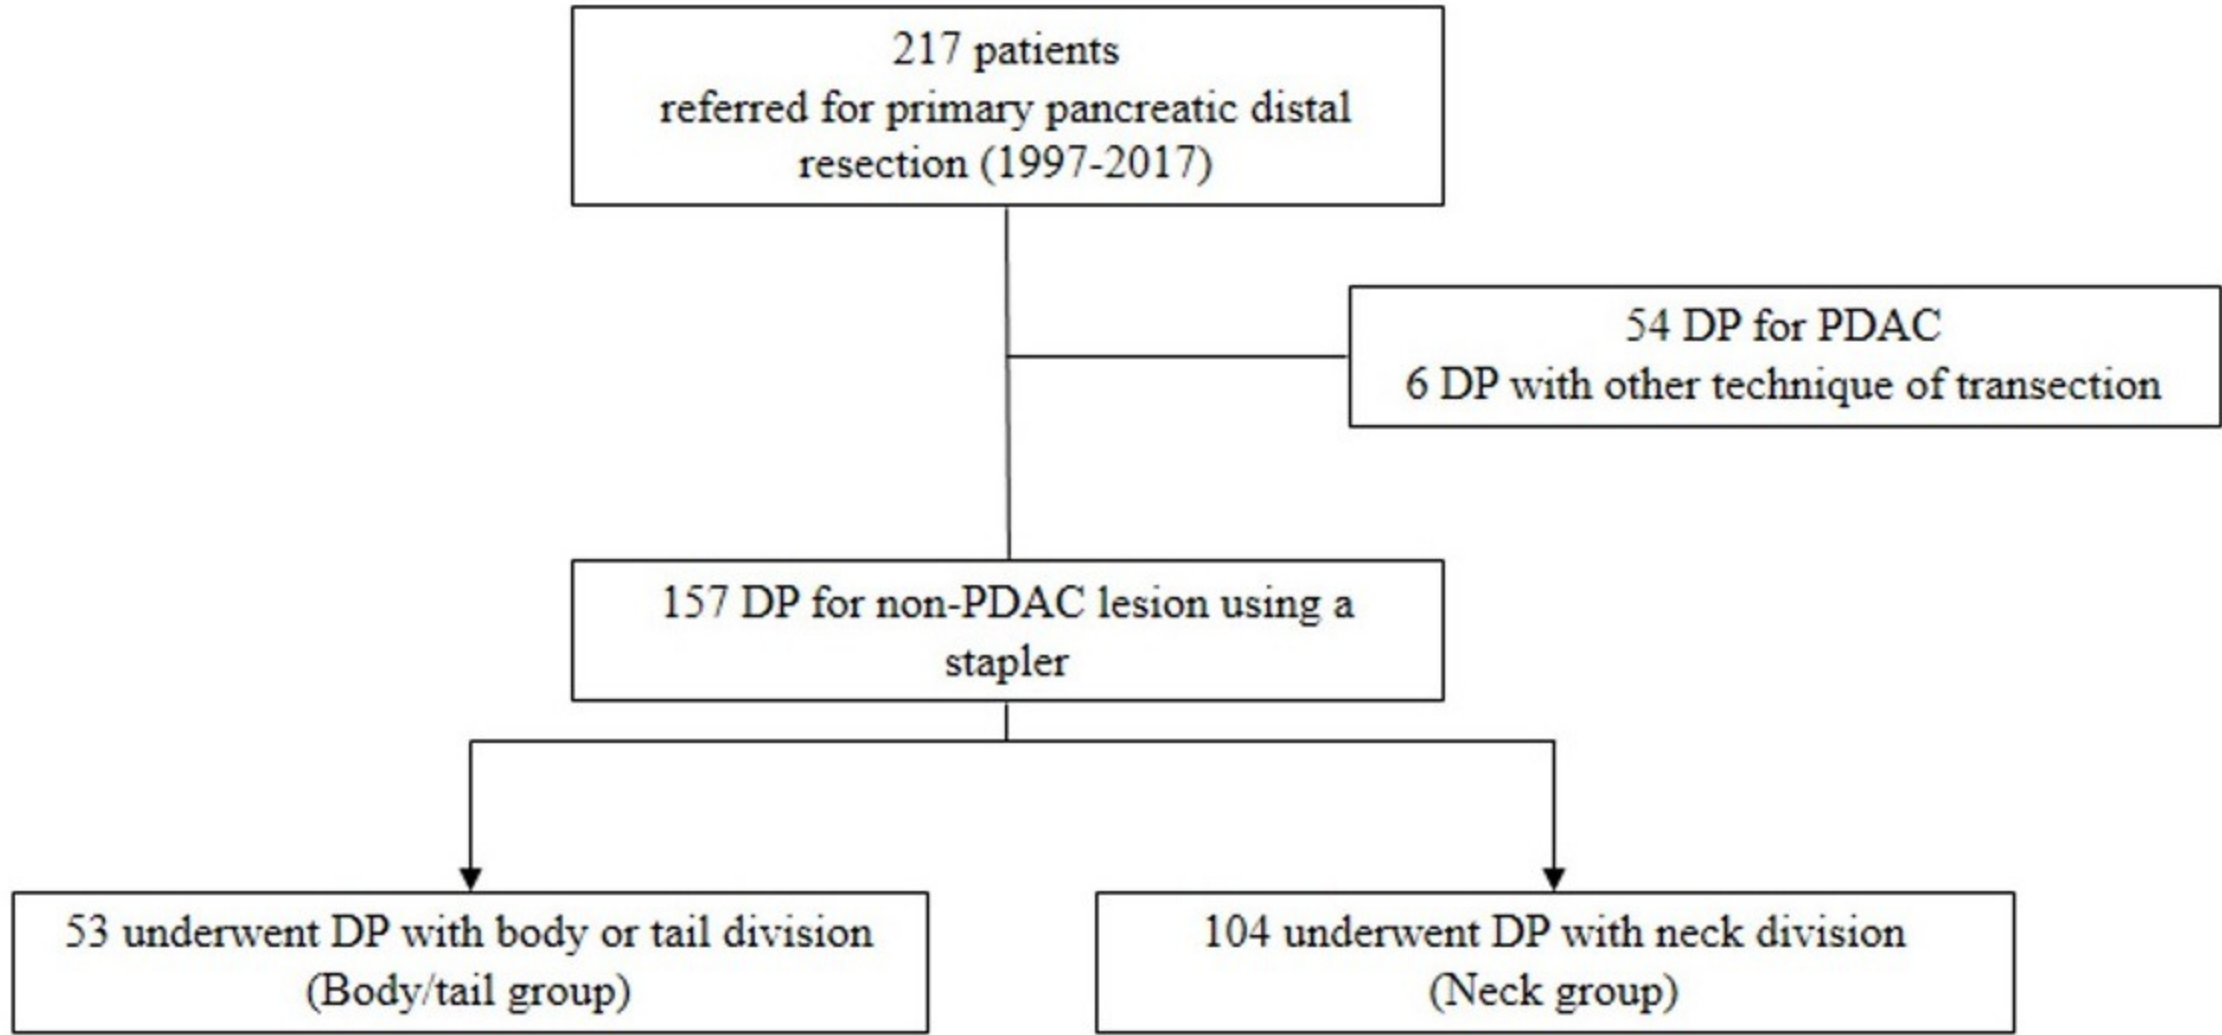 217 patients
referred for primary pancreatic distal
resection (1997-2017)
54 DP for PDAC
6 DP with other technique of transection
157 DP for non-PDAC lesion using a
stapler
53 underwent DP with body or tail division
(Body/tail group)
104 underwent DP with neck division
(Neck group)